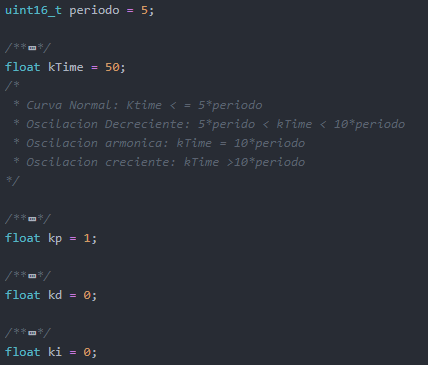 uint16_t periodo = 5;
/**•••*/
float kTime = 50;
/*
* Curva Normal: Ktime < = 5*periodo
* Oscilacion Decreciente: 5*perido < kTime < 10*periodo
* Oscilacion armonica: kTime = 10*periodo
* Oscilacion creciente: kTime >10*periodo
*/
/**•••*/
float kp = 1;
/**•••*/
float kd = 0;
/**•••*/
float ki = 0;